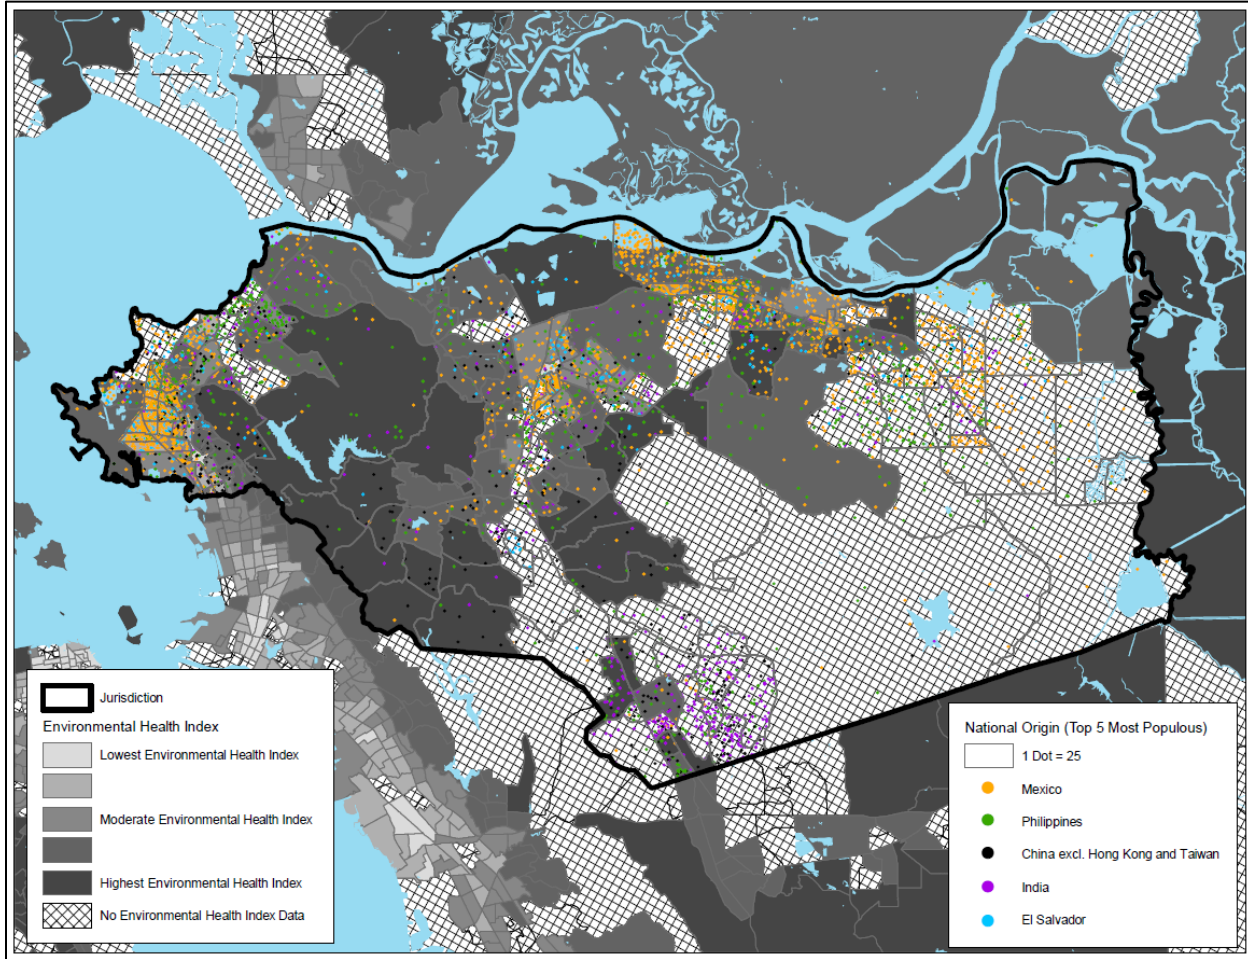 Jurisdiction
Environmental Health Index
Lowest Environmental Health Index
Moderate Environmental Health Index
Highest Environmental Health Index
No Environmental Health Index Data
National Origin (Top 5 Most Populous)
1 Dot = 25
Mexico
Philippines
China excl. Hong Kong and Taiwan
India
El Salvador